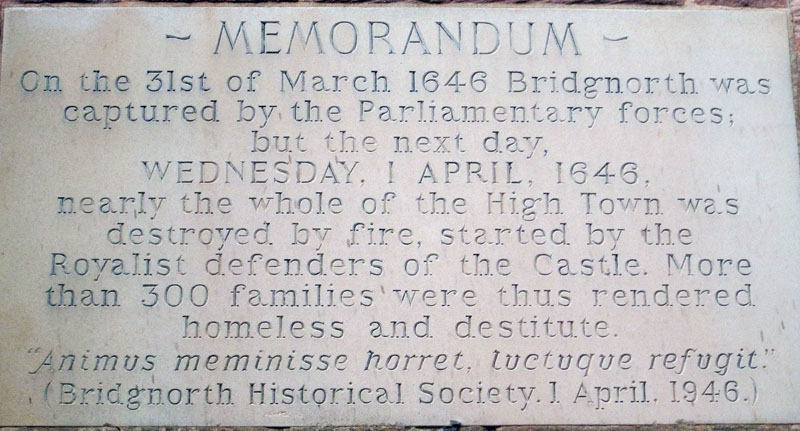 ~ MEMORANDUM ~
On the 31st of March 1646 Bridgnorth was
captured by the Parliamentary forces;
but the next day,
WEDNESDAY, 1 APRIL, 1646,
nearly the whole of the High Town was
destroyed by fire, started by the
Royalist defenders of the Castle. More
than 300 families were thus rendered
homeless and destitute.
"Animus meminisse horret, luctuque refugit."
(Bridgnorth Historical Society. 1 April. 1946.)